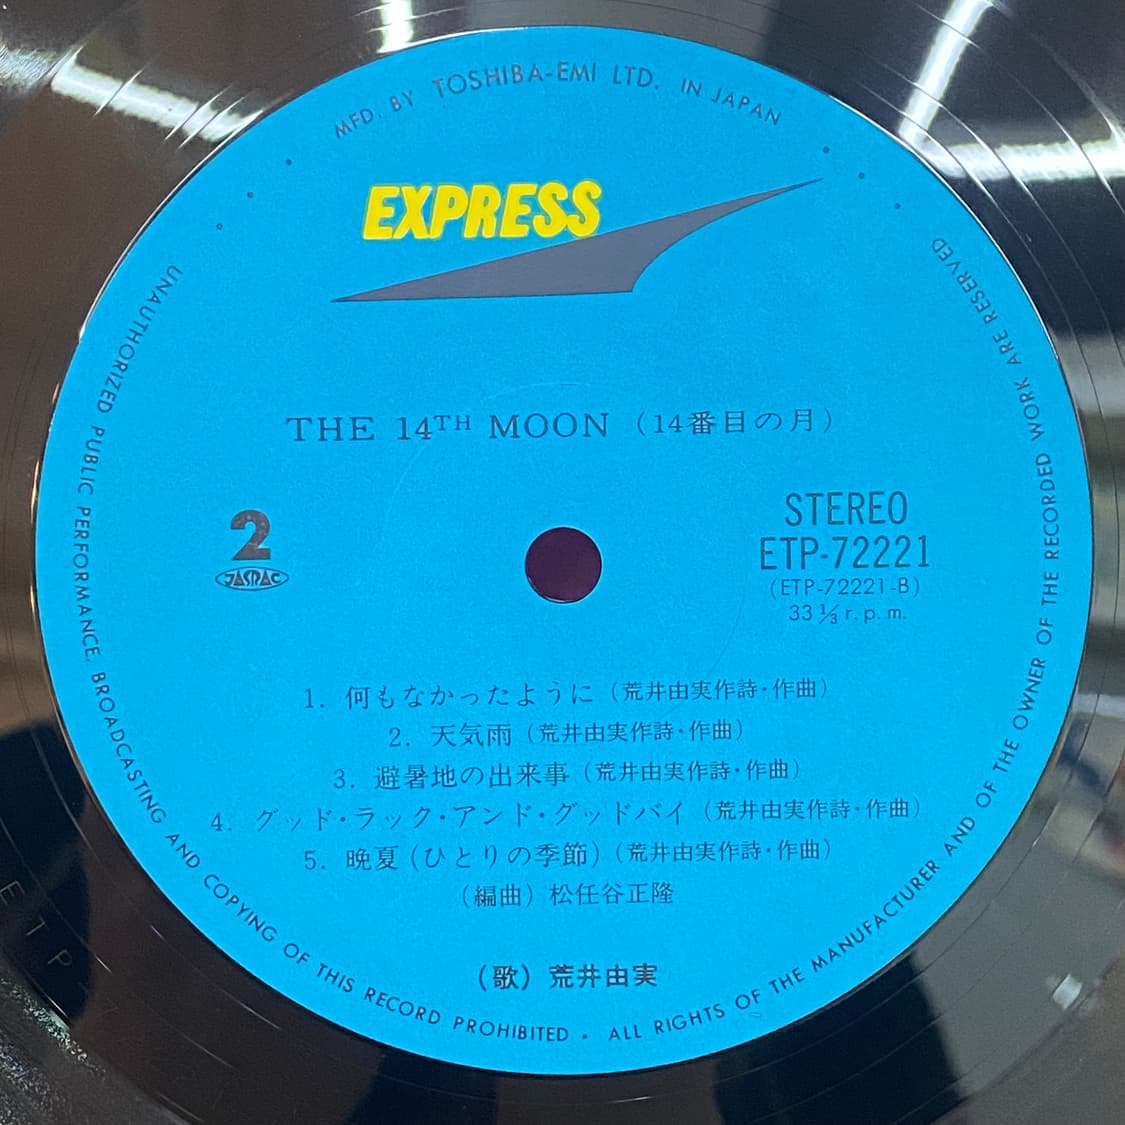 MFD. BY TOSHIBA-EMI LTD. IN JAPAN
EXPRESS
THE 14TH MOON (14番目の月)
2
JASRAC
STEREO
ETP-72221
(ETP-72221-B)
33 1/3 r.p.m.
1. 何もなかったように (荒井由実作詩・作曲)
2. 天気雨 (荒井由実作詩・作曲)
3. 避暑地の出来事 (荒井由実作詩・作曲)
4. グッド・ラック・アンド・グッドバイ (荒井由実作詩・作曲)
5. 晩夏 (ひとりの季節) (荒井由実作詩・作曲)
(編曲) 松任谷正隆
(歌) 荒井由実
UNAUTHORIZED PUBLIC PERFORMANCE, BROADCASTING AND COPYING OF THIS RECORD PROHIBITED • ALL RIGHTS OF THE MANUFACTURER AND OF THE OWNER OF THE RECORDED WORK ARE RESERVED
ETP-